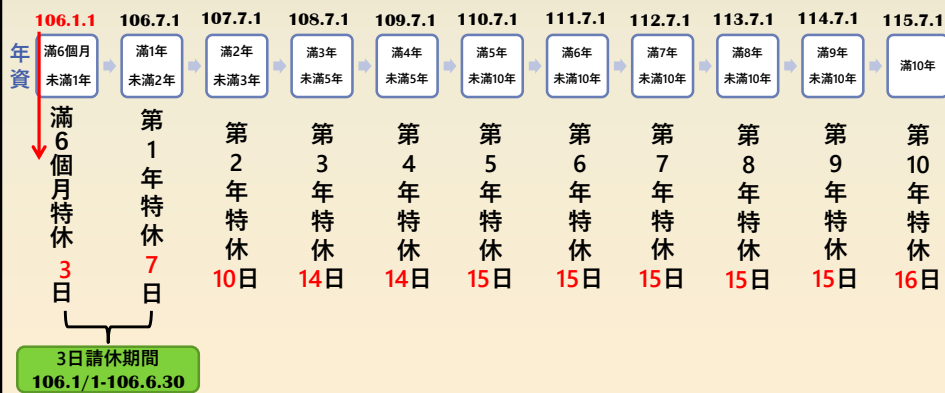 106.1.1 106.7.1 107.7.1 108.7.1 109.7.1 110.7.1 111.7.1 112.7.1 113.7.1 114.7.1 115.7.1
年資
滿6個月 滿1年 滿2年 滿3年 滿4年 滿5年 滿6年 滿7年 滿8年 滿9年 滿10年
未滿1年 未滿2年 未滿3年 未滿5年 未滿5年 未滿10年 未滿10年 未滿10年 未滿10年 未滿10年
滿6個月特休3日
第1年特休7日
第2年特休10日
第3年特休14日
第4年特休14日
第5年特休15日
第6年特休15日
第7年特休15日
第8年特休15日
第9年特休15日
第10年特休16日
3日請休期間
106.1/1-106.6.30